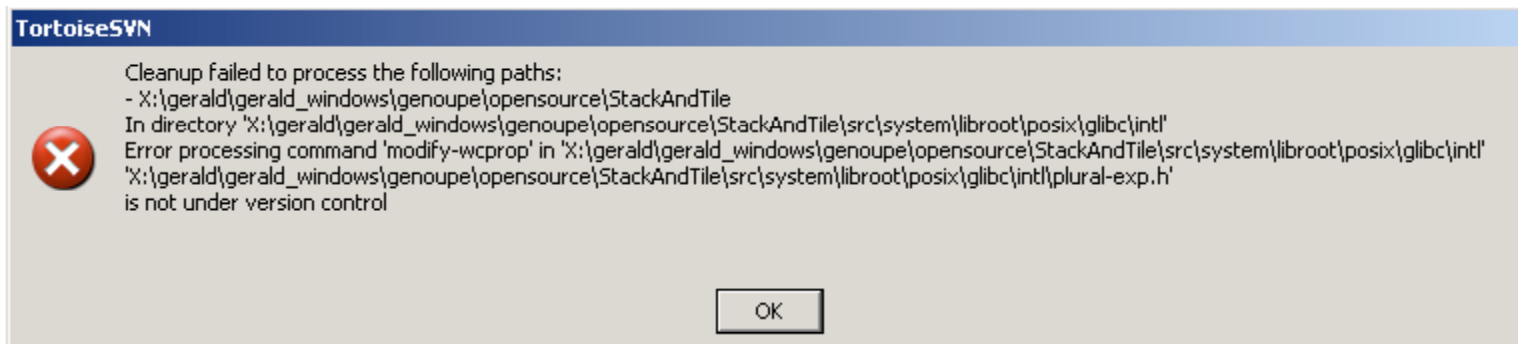 TortoiseSVN
Cleanup failed to process the following paths:
- X:\gerald\gerald_windows\genoupe\opensource\StackAndTile
In directory 'X:\gerald\gerald_windows\genoupe\opensource\StackAndTile\src\system\libroot\posix\glibc\intl'
Error processing command 'modify-wcprop' in 'X:\gerald\gerald_windows\genoupe\opensource\StackAndTile\src\system\libroot\posix\glibc\intl'
'X:\gerald\gerald_windows\genoupe\opensource\StackAndTile\src\system\libroot\posix\glibc\intl\plural-exp.h'
is not under version control
OK